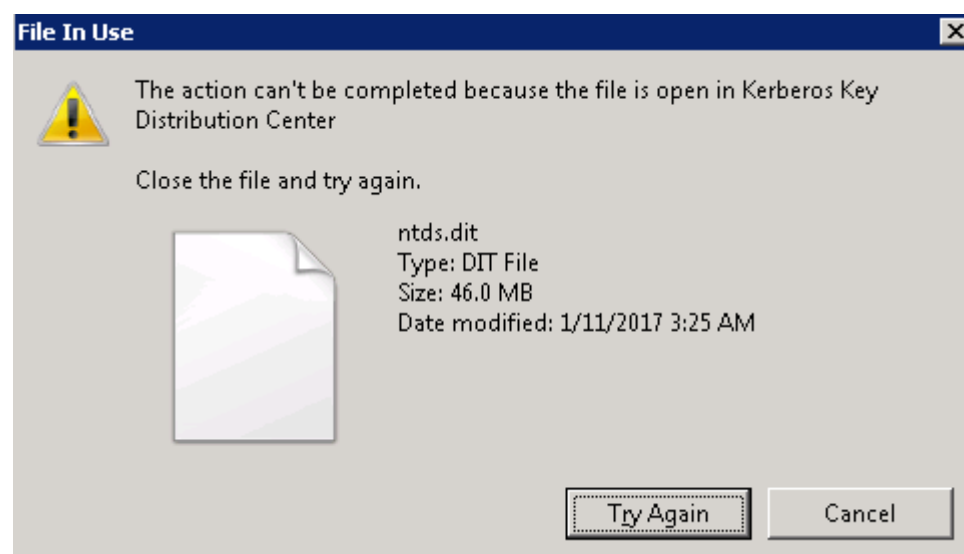 File In Use
The action can't be completed because the file is open in Kerberos Key
Distribution Center
Close the file and try again.
ntds.dit
Type: DIT File
Size: 46.0 MB
Date modified: 1/11/2017 3:25 AM
Try Again
Cancel